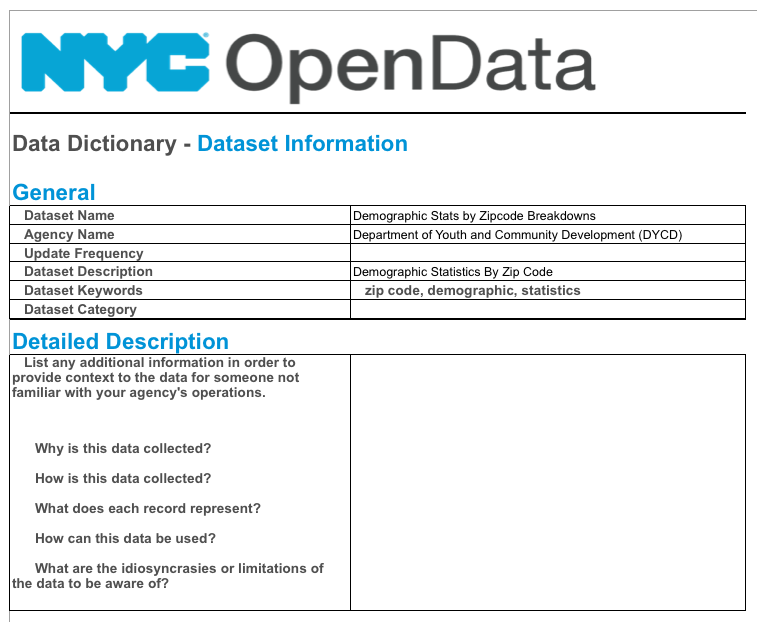 NYC OpenData
Data Dictionary - Dataset Information
General
Dataset Name Demographic Stats by Zipcode Breakdowns
Agency Name Department of Youth and Community Development (DYCD)
Update Frequency
Dataset Description Demographic Statistics By Zip Code
Dataset Keywords zip code, demographic, statistics
Dataset Category
Detailed Description
List any additional information in order to
provide context to the data for someone not
familiar with your agency's operations.
Why is this data collected?
How is this data collected?
What does each record represent?
How can this data be used?
What are the idiosyncrasies or limitations of
the data to be aware of?